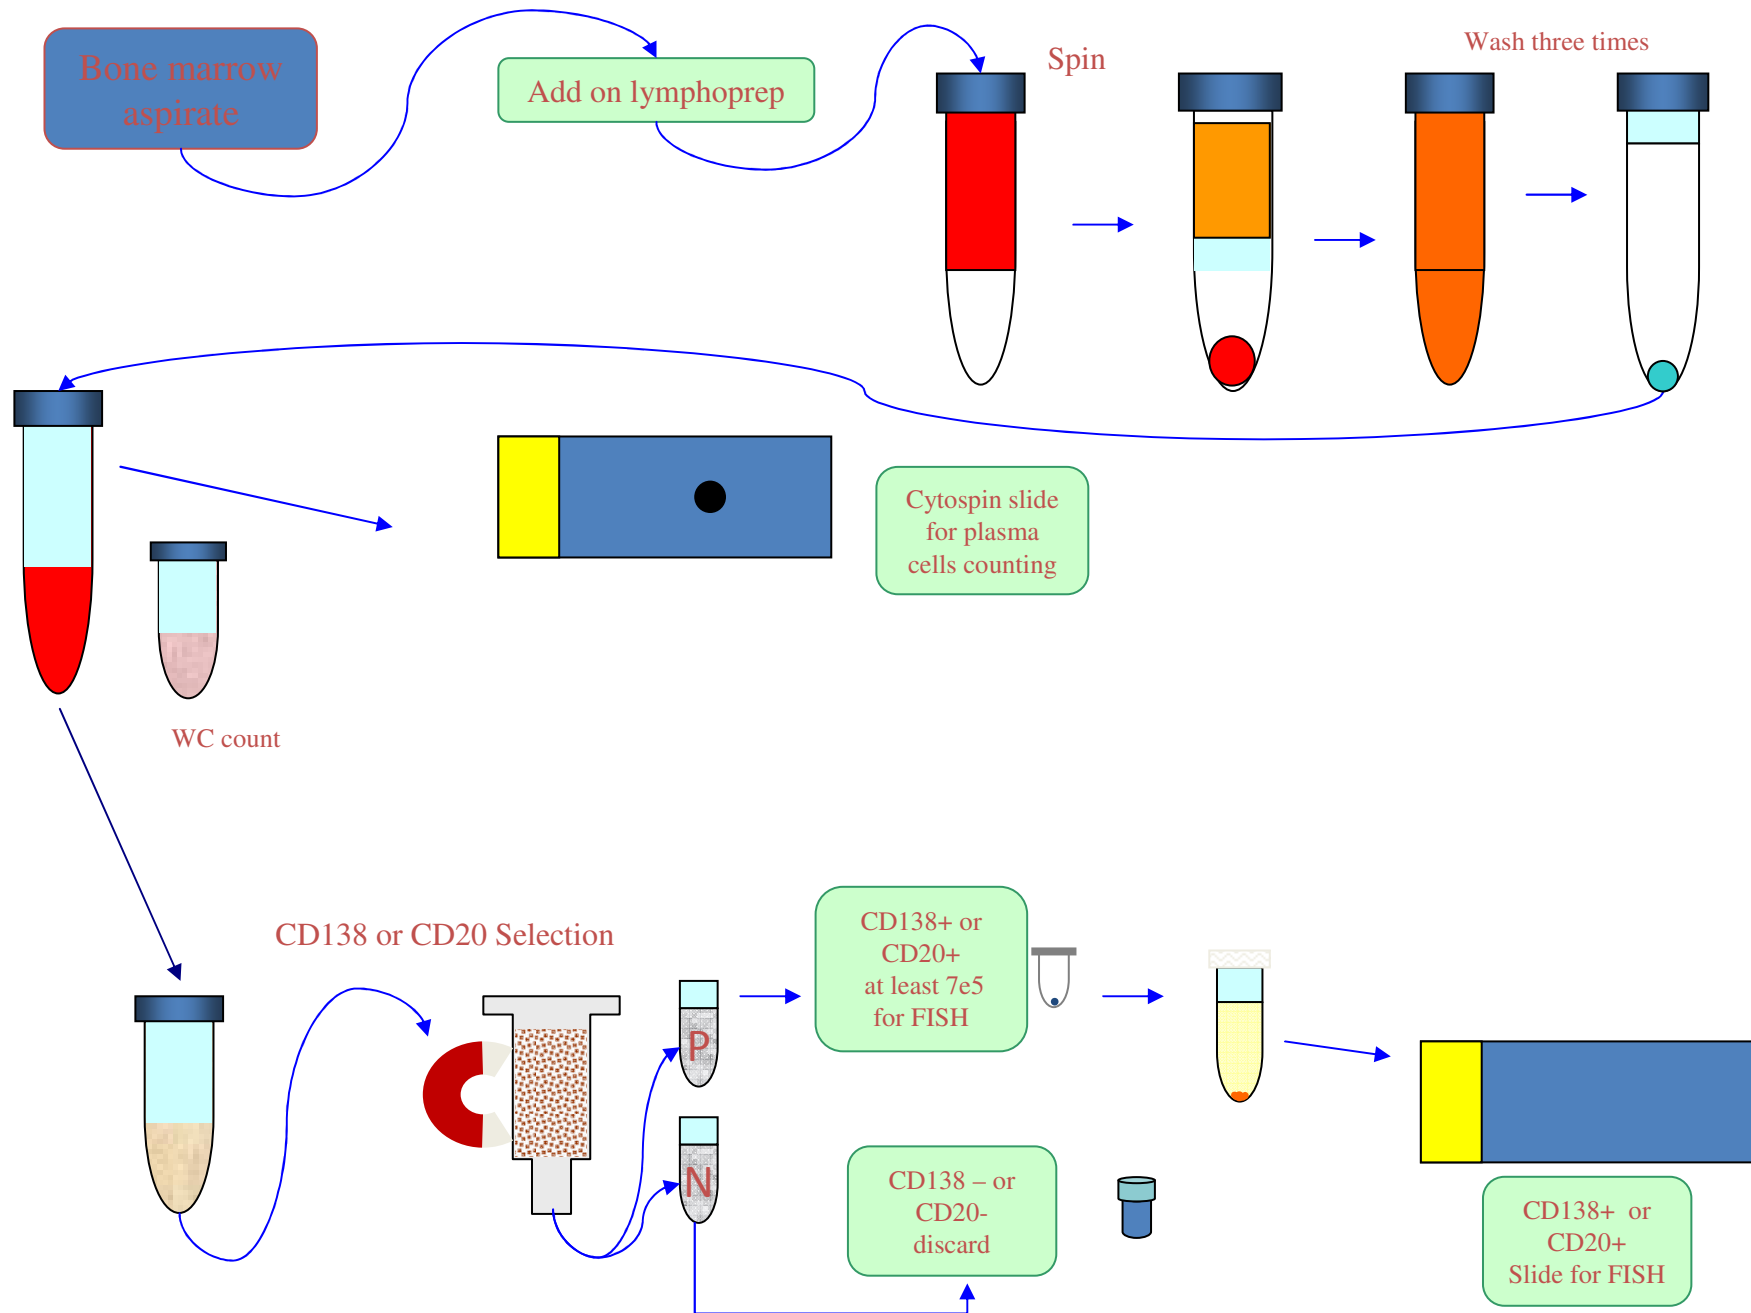 Bone marrow
aspirate
Add on lymphoprep
Spin
Wash three times
Cytospin slide
for plasma
cells counting
WC count
CD138 or CD20 Selection
P
N
CD138+ or
CD20+
at least 7e5
for FISH
CD138 – or
CD20-
discard
CD138+ or
CD20+
Slide for FISH